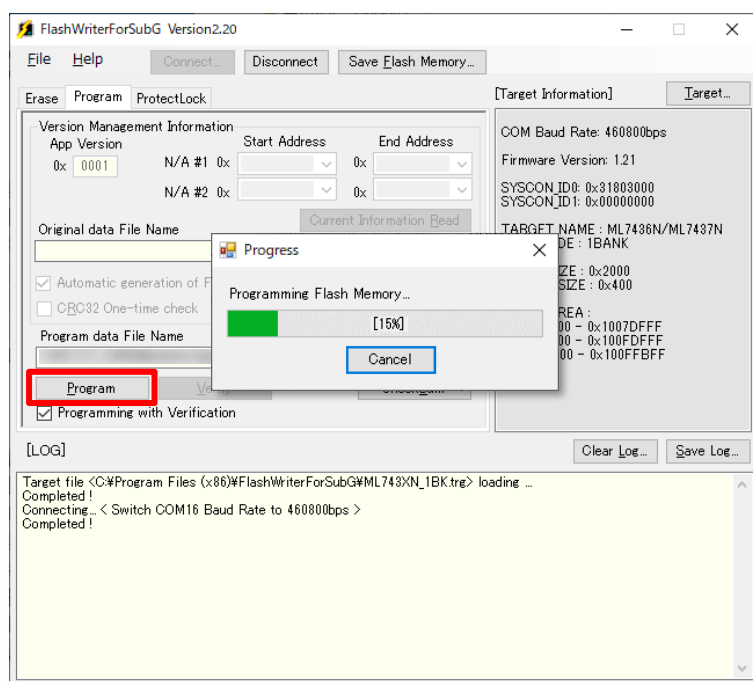 FlashWriterForSubG Version2.20
File Help Connect... Disconnect Save Flash Memory...
Erase Program ProtectLock
Version Management Information
App Version Start Address End Address
0x 0001 N/A #1 0x 0x
N/A #2 0x 0x
Current Information Read
Original data File Name
Automatic generation of F
CRC32 One-time check
Program data File Name
Program
Programming with Verification
[Target Information] Target...
COM Baud Rate: 460800bps
Firmware Version: 1.21
SYSCON_ID0: 0x31803000
SYSCON_ID1: 0x00000000
TARGET NAME : ML7436N/ML7437N
DE : 1BANK
ZE : 0x2000
SIZE : 0x400
REA :
00 - 0x1007DFFF
00 - 0x100FDFFF
00 - 0x100FFBFF
Progress
Programming Flash Memory...
[15%]
Cancel
[LOG] Clear Log... Save Log...
Target file <C:¥Program Files (x86)¥FlashWriterForSubG¥ML743XN_1BK.trg> loading ...
Completed !
Connecting... < Switch COM16 Baud Rate to 460800bps >
Completed !